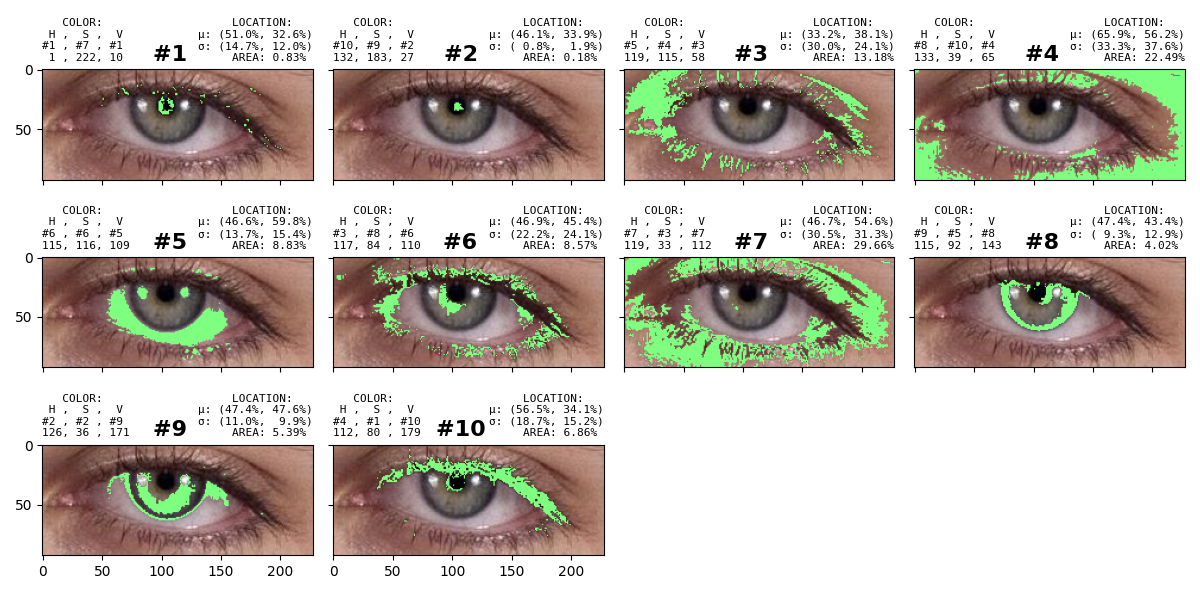 COLOR: LOCATION:
H , S , V μ: (51.0%, 32.6%)
#1 , #7 , #1 #1 σ: (14.7%, 12.0%)
1 , 222, 10 AREA: 0.83%
COLOR: LOCATION:
H , S , V μ: (46.1%, 33.9%)
#10, #9 , #2 #2 σ: ( 0.8%, 1.9%)
132, 183, 27 AREA: 0.18%
COLOR: LOCATION:
H , S , V μ: (33.2%, 38.1%)
#5 , #4 , #3 #3 σ: (30.0%, 24.1%)
119, 115, 58 AREA: 13.18%
COLOR: LOCATION:
H , S , V μ: (65.9%, 56.2%)
#8 , #10, #4 #4 σ: (33.3%, 37.6%)
133, 39 , 65 AREA: 22.49%
0
50
COLOR: LOCATION:
H , S , V μ: (46.6%, 59.8%)
#6 , #6 , #5 #5 σ: (13.7%, 15.4%)
115, 116, 109 AREA: 8.83%
COLOR: LOCATION:
H , S , V μ: (46.9%, 45.4%)
#3 , #8 , #6 #6 σ: (22.2%, 24.1%)
117, 84 , 110 AREA: 8.57%
COLOR: LOCATION:
H , S , V μ: (46.7%, 54.6%)
#7 , #3 , #7 #7 σ: (30.5%, 31.3%)
119, 33 , 112 AREA: 29.66%
COLOR: LOCATION:
H , S , V μ: (47.4%, 43.4%)
#9 , #5 , #8 #8 σ: ( 9.3%, 12.9%)
115, 92 , 143 AREA: 4.02%
0
50
COLOR: LOCATION:
H , S , V μ: (47.4%, 47.6%)
#2 , #2 , #9 #9 σ: (11.0%, 9.9%)
126, 36 , 171 AREA: 5.39%
COLOR: LOCATION:
H , S , V μ: (56.5%, 34.1%)
#4 , #1 , #10 #10 σ: (18.7%, 15.2%)
112, 80 , 179 AREA: 6.86%
0
50
0 50 100 150 200
0 50 100 150 200